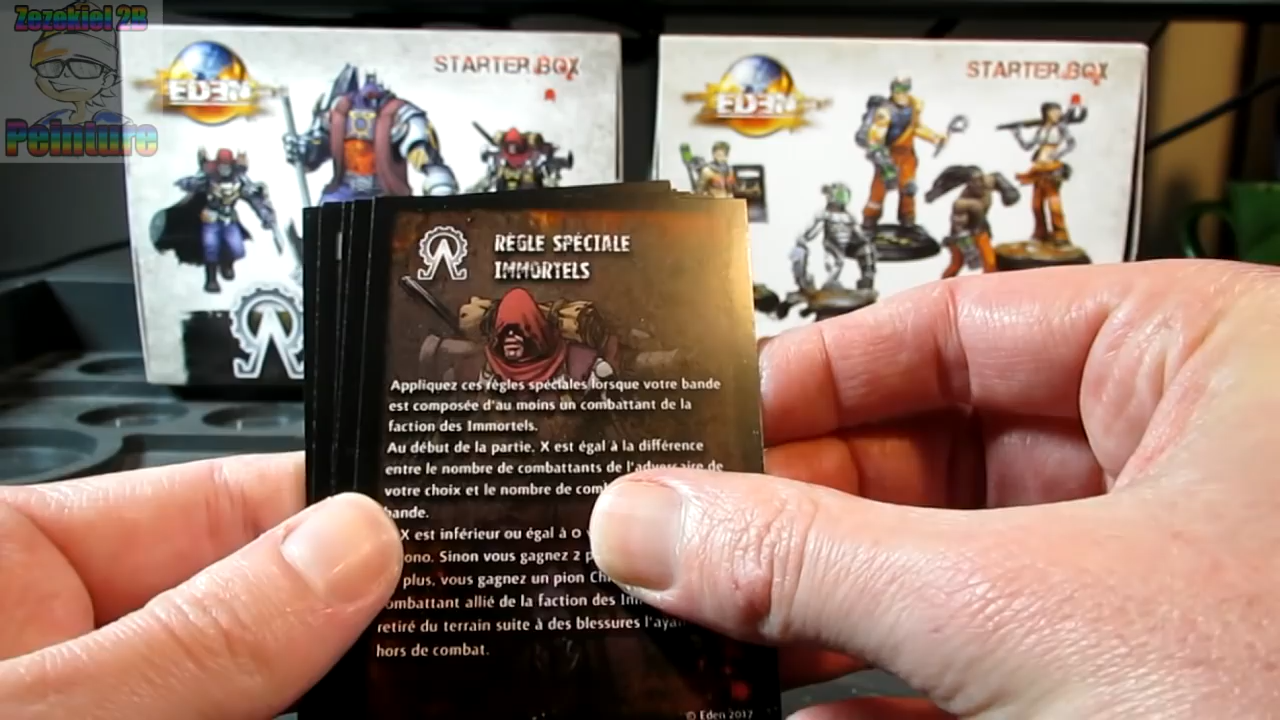 Zezekiel 2B
Peinture
EDEN
STARTER BOX
EDEN
STARTER BOX
RÈGLE SPÉCIALE
IMMORTELS
Appliquez ces règles spéciales lorsque votre bande
est composée d'au moins un combattant de la
faction des Immortels.
Au début de la partie, X est égal à la différence
entre le nombre de combattants de l'adversaire de
votre choix et le nombre de
bande.
X est inférieur ou égal à 0
Sinon vous gagnez 2
plus, vous gagnez un pion
combattant allié de la faction des
retiré du terrain suite à des blessures
hors de combat.
© Eden 2017